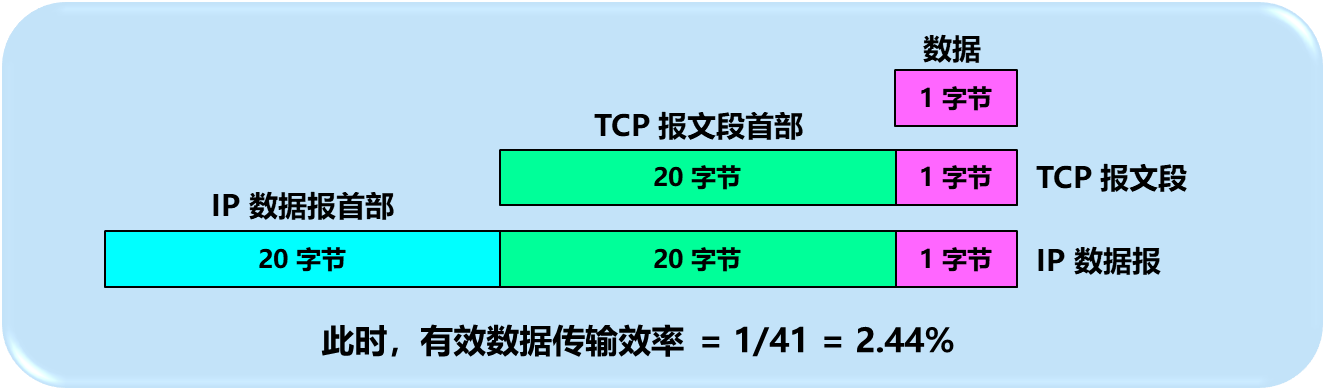 数据
1 字节
TCP 报文段首部
20 字节 1 字节 TCP 报文段
IP 数据报首部
20 字节 20 字节 1 字节 IP 数据报
此时，有效数据传输效率 = 1/41 = 2.44%